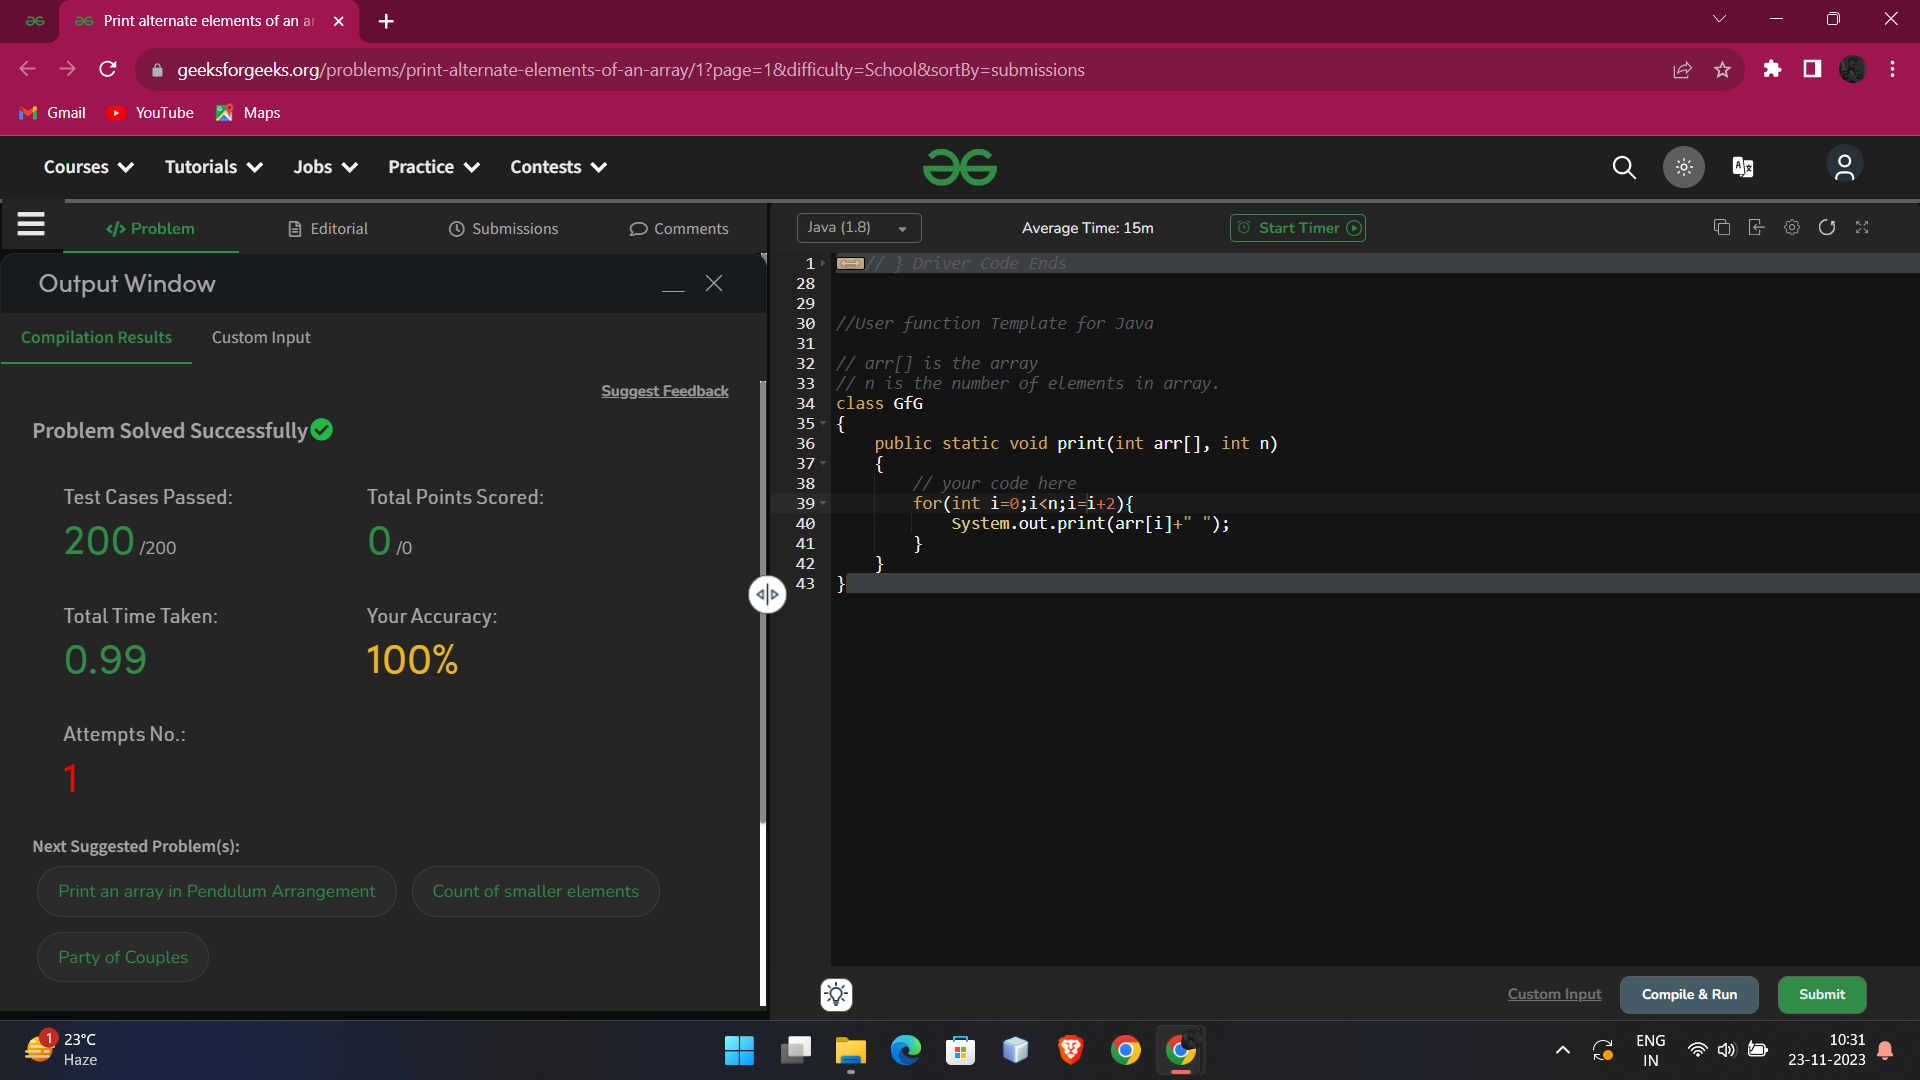 Print alternate elements of an ar
geeksforgeeks.org/problems/print-alternate-elements-of-an-array/1?page=1&difficulty=School&sortBy=submissions
Gmail YouTube Maps
Courses Tutorials Jobs Practice Contests
</> Problem Editorial Submissions Comments
Java (1.8) Average Time: 15m Start Timer
Output Window
Compilation Results Custom Input
Suggest Feedback
Problem Solved Successfully
Test Cases Passed: Total Points Scored:
200 /200 0 /0
Total Time Taken: Your Accuracy:
0.99 100%
Attempts No.:
1
Next Suggested Problem(s):
Print an array in Pendulum Arrangement Count of smaller elements
Party of Couples
1 // } Driver Code Ends
28
29
30 //User function Template for Java
31
32 // arr[] is the array
33 // n is the number of elements in array.
34 class GfG
35 {
36 public static void print(int arr[], int n)
37 {
38 // your code here
39 for(int i=0;i<n;i=i+2){
40 System.out.print(arr[i]+" ");
41 }
42 }
43 }
Custom Input Compile & Run Submit
1 23°C
Haze
ENG
IN
10:31
23-11-2023